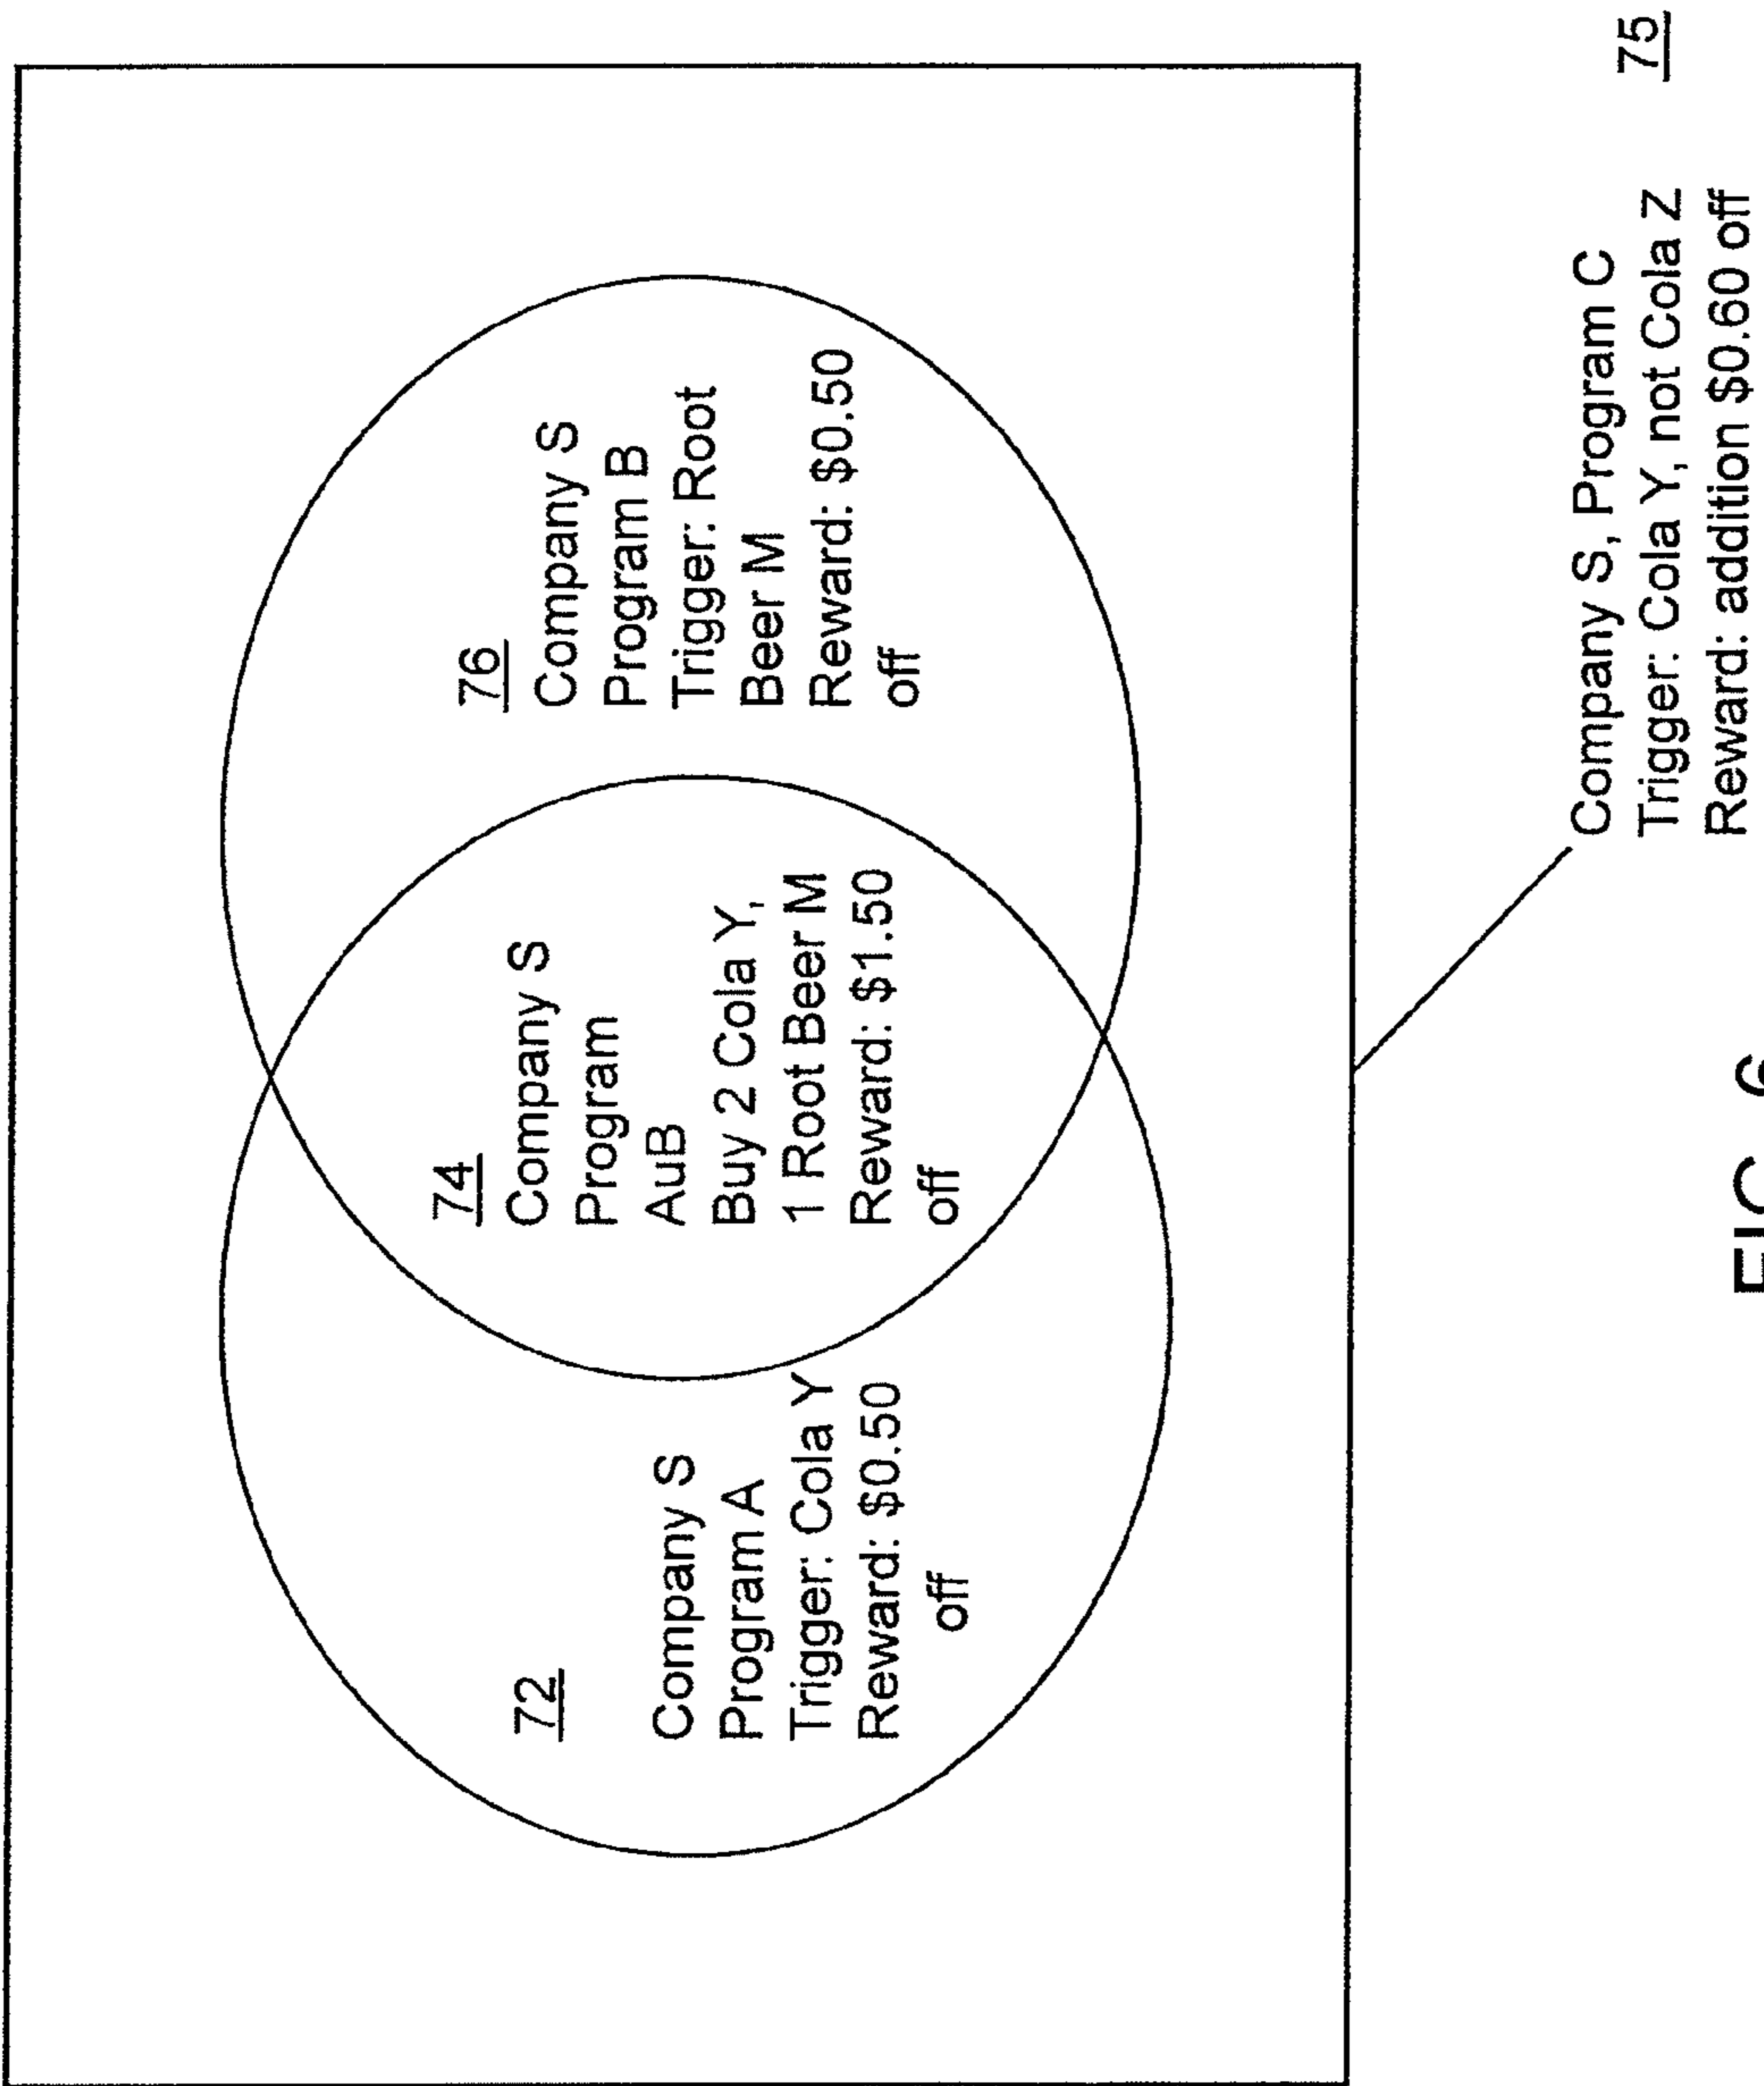 72
Company S
Program A
Trigger: Cola Y
Reward: $0.50
off
74
Company S
Program
AuB
Buy 2 Cola Y,
1 Root Beer M
Reward: $1.50
off
76
Company S
Program B
Trigger: Root
Beer M
Reward: $0.50
off
Company S, Program C
Trigger: Cola Y, not Cola Z
Reward: addition $0.60 off
75
FIG. 6